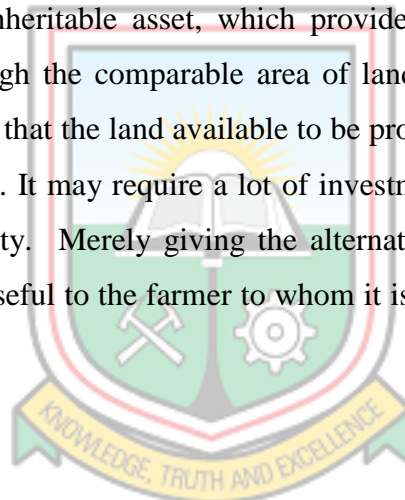 nheritable asset, which provide
gh the comparable area of land
that the land available to be pro
. It may require a lot of investm
ty. Merely giving the alternat
seful to the farmer to whom it is
KNOWLEDGE, TRUTH AND EXCELLENCE